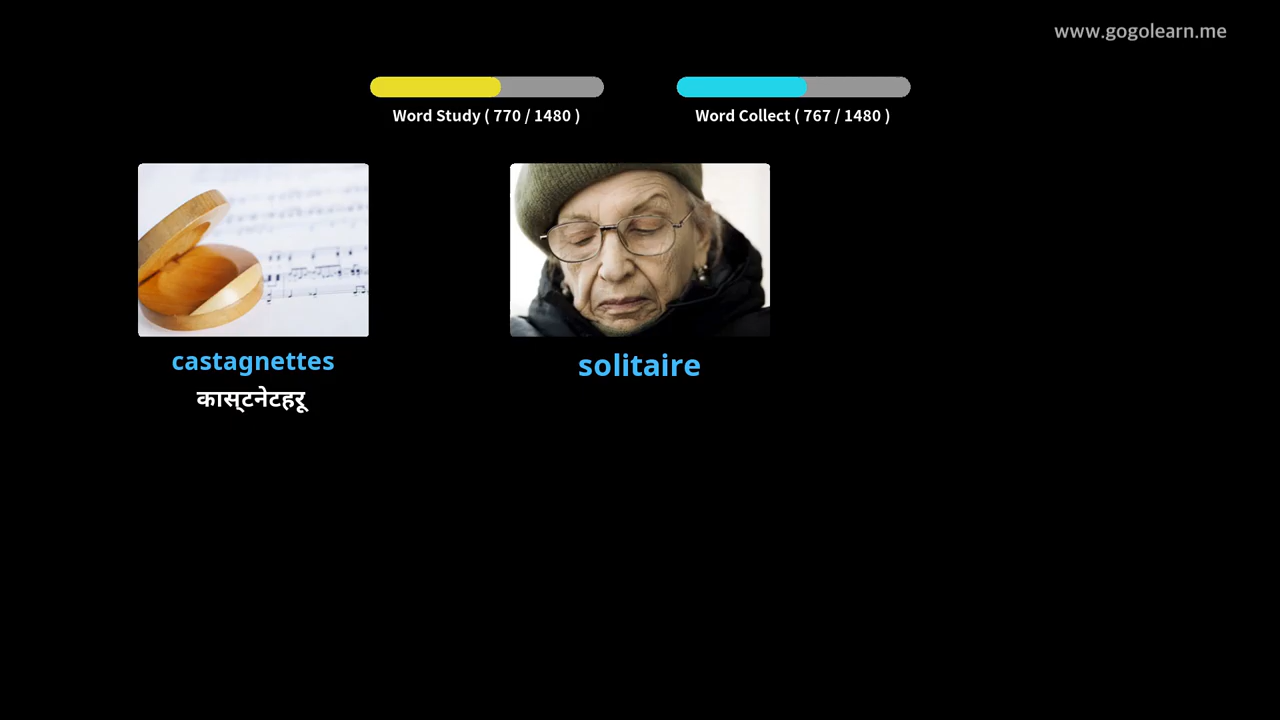 www.gogolearn.me
Word Study ( 770 / 1480 )
Word Collect ( 767 / 1480 )
castagnettes
कास्टनेटहरू
solitaire